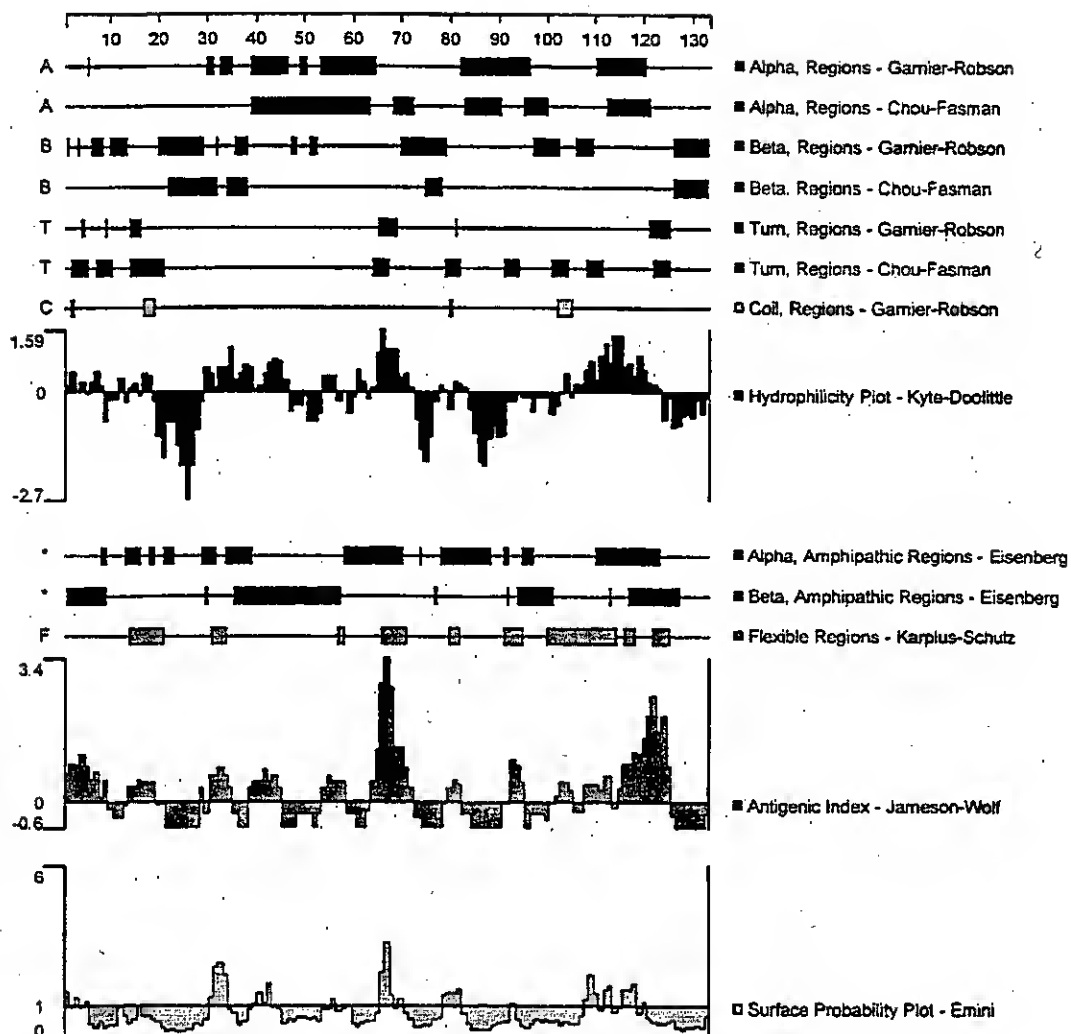 10 20 30 40 50 60 70 80 90 100 110 120 130
A Alpha, Regions - Garnier-Robson
A Alpha, Regions - Chou-Fasman
B Beta, Regions - Garnier-Robson
B Beta, Regions - Chou-Fasman
T Turn, Regions - Garnier-Robson
T Turn, Regions - Chou-Fasman
C Coil, Regions - Garnier-Robson
1.59
0 Hydrophilicity Plot - Kyte-Doolittle
-2.7
* Alpha, Amphipathic Regions - Eisenberg
* Beta, Amphipathic Regions - Eisenberg
F Flexible Regions - Karplus-Schulz
3.4
0 Antigenic Index - Jameson-Wolf
-0.6
6
1 Surface Probability Plot - Emini
0